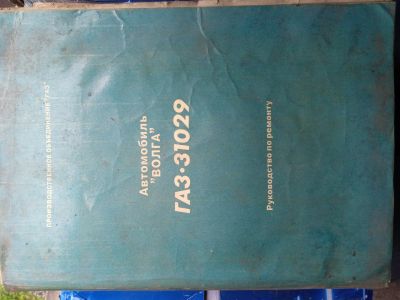 ПРОИЗВОДСТВЕННОЕ ОБЪЕДИНЕНИЕ "ГАЗ"
Автомобиль
"ВОЛГА"
ГАЗ·31029
Руководство по ремонту